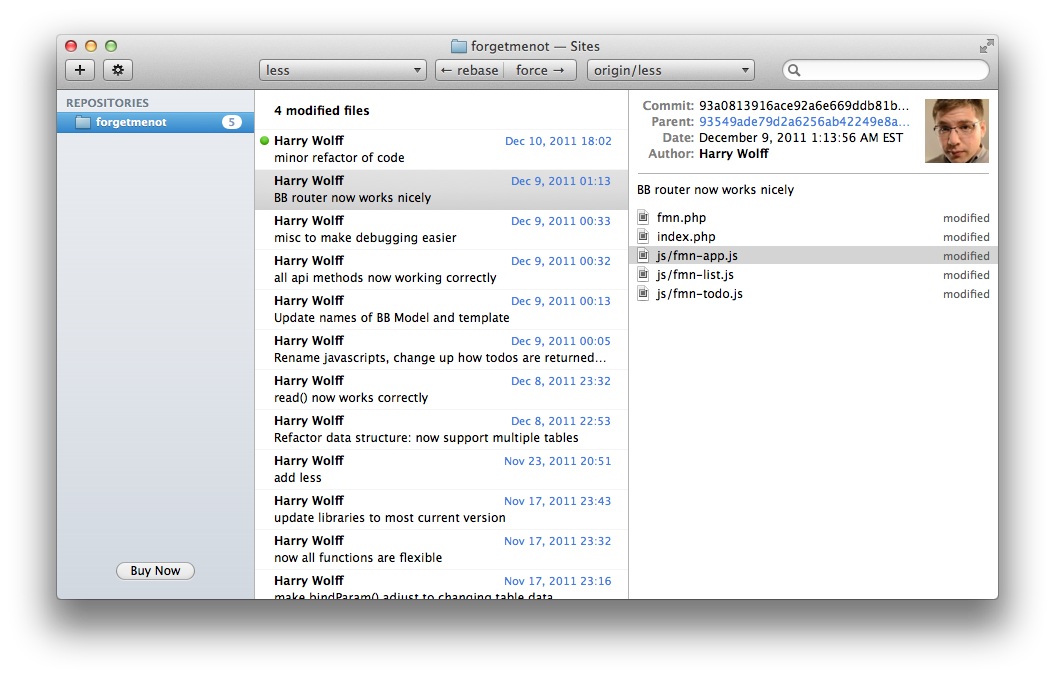 forgetmenot — Sites
less
← rebase
force →
origin/less
REPOSITORIES
forgetmenot
5
Buy Now
4 modified files
Harry Wolff
Dec 10, 2011 18:02
minor refactor of code
Harry Wolff
Dec 9, 2011 01:13
BB router now works nicely
Harry Wolff
Dec 9, 2011 00:33
misc to make debugging easier
Harry Wolff
Dec 9, 2011 00:32
all api methods now working correctly
Harry Wolff
Dec 9, 2011 00:13
Update names of BB Model and template
Harry Wolff
Dec 9, 2011 00:05
Rename javascripts, change up how todos are returned...
Harry Wolff
Dec 8, 2011 23:32
read() now works correctly
Harry Wolff
Dec 8, 2011 22:53
Refactor data structure: now support multiple tables
Harry Wolff
Nov 23, 2011 20:51
add less
Harry Wolff
Nov 17, 2011 23:43
update libraries to most current version
Harry Wolff
Nov 17, 2011 23:32
now all functions are flexible
Harry Wolff
Nov 17, 2011 23:16
make bindParam() adjust to changing table data
Commit: 93a0813916ace92a6e669ddb81b...
Parent: 93549ade79d2a6256ab42249e8a...
Date: December 9, 2011 1:13:56 AM EST
Author: Harry Wolff
BB router now works nicely
fmn.php modified
index.php modified
js/fmn-app.js modified
js/fmn-list.js modified
js/fmn-todo.js modified